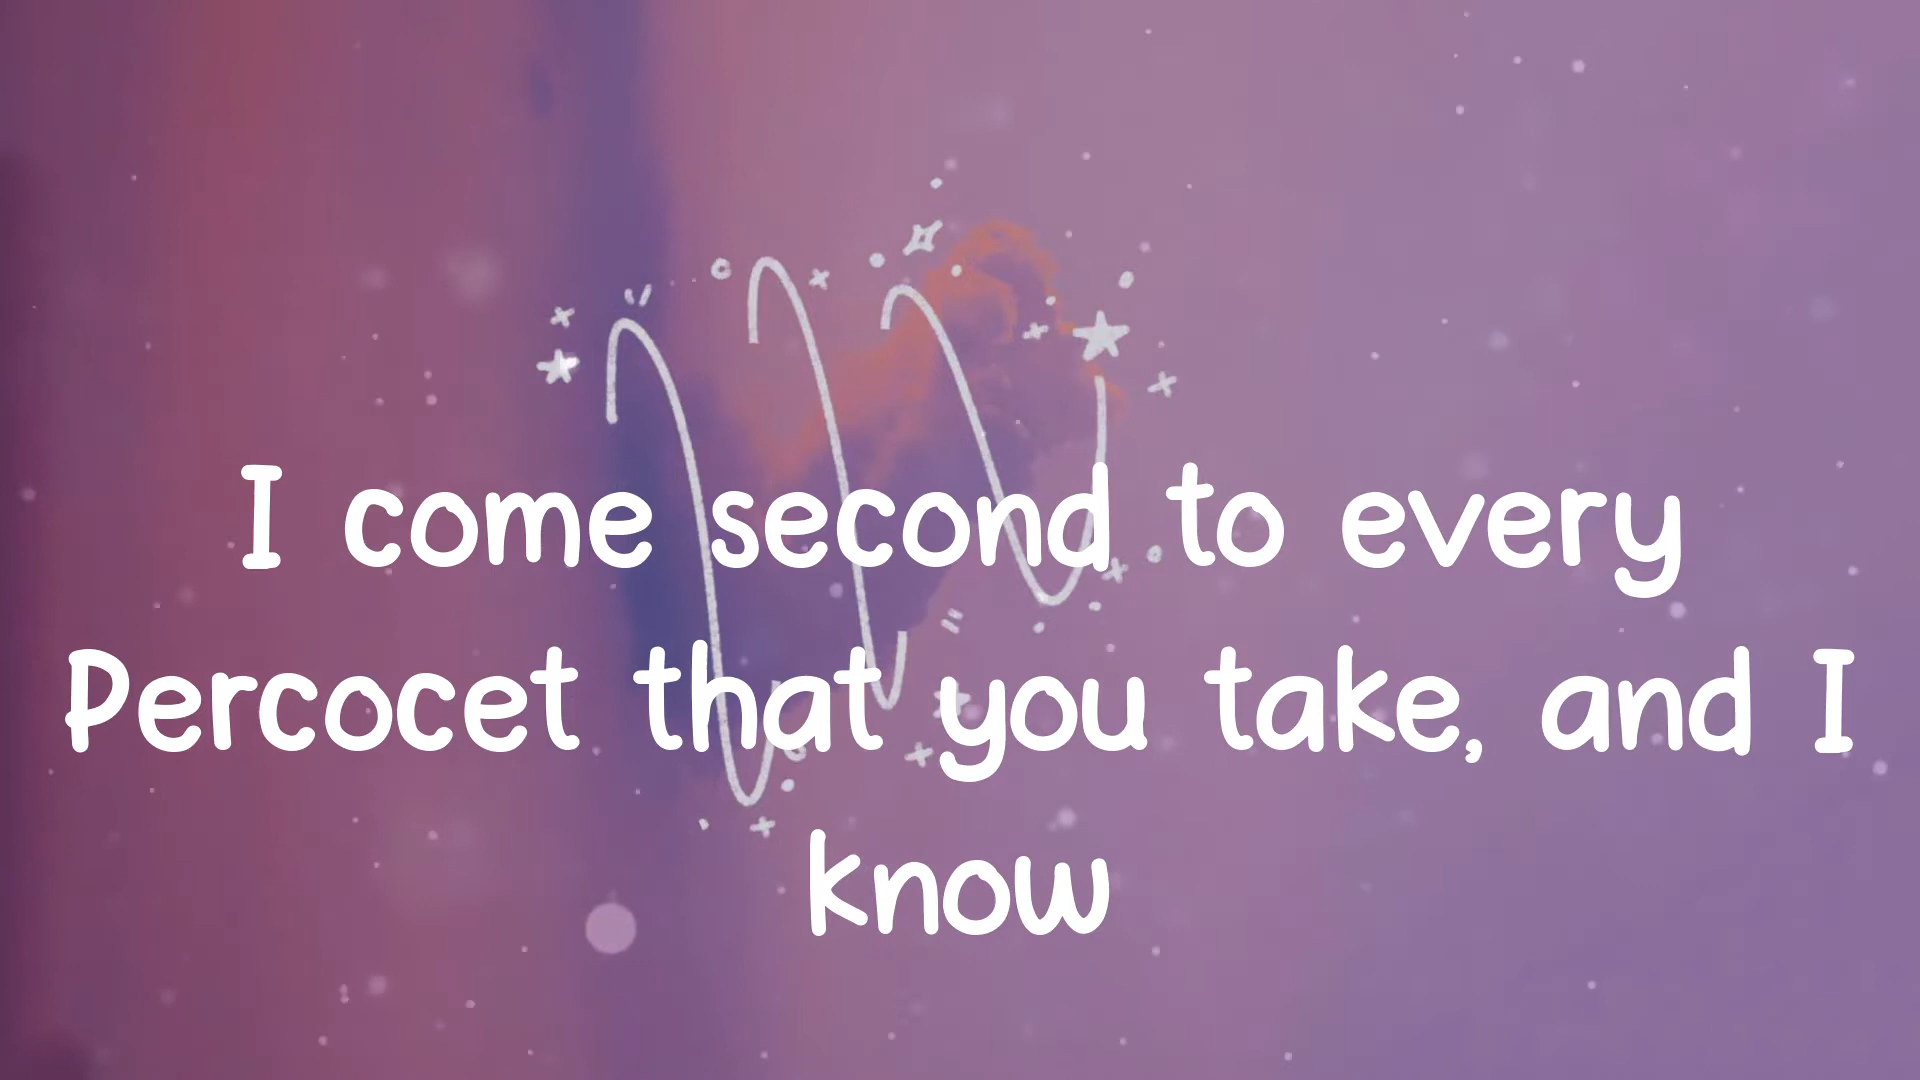 I come second to every
Percocet that you take, and I
know